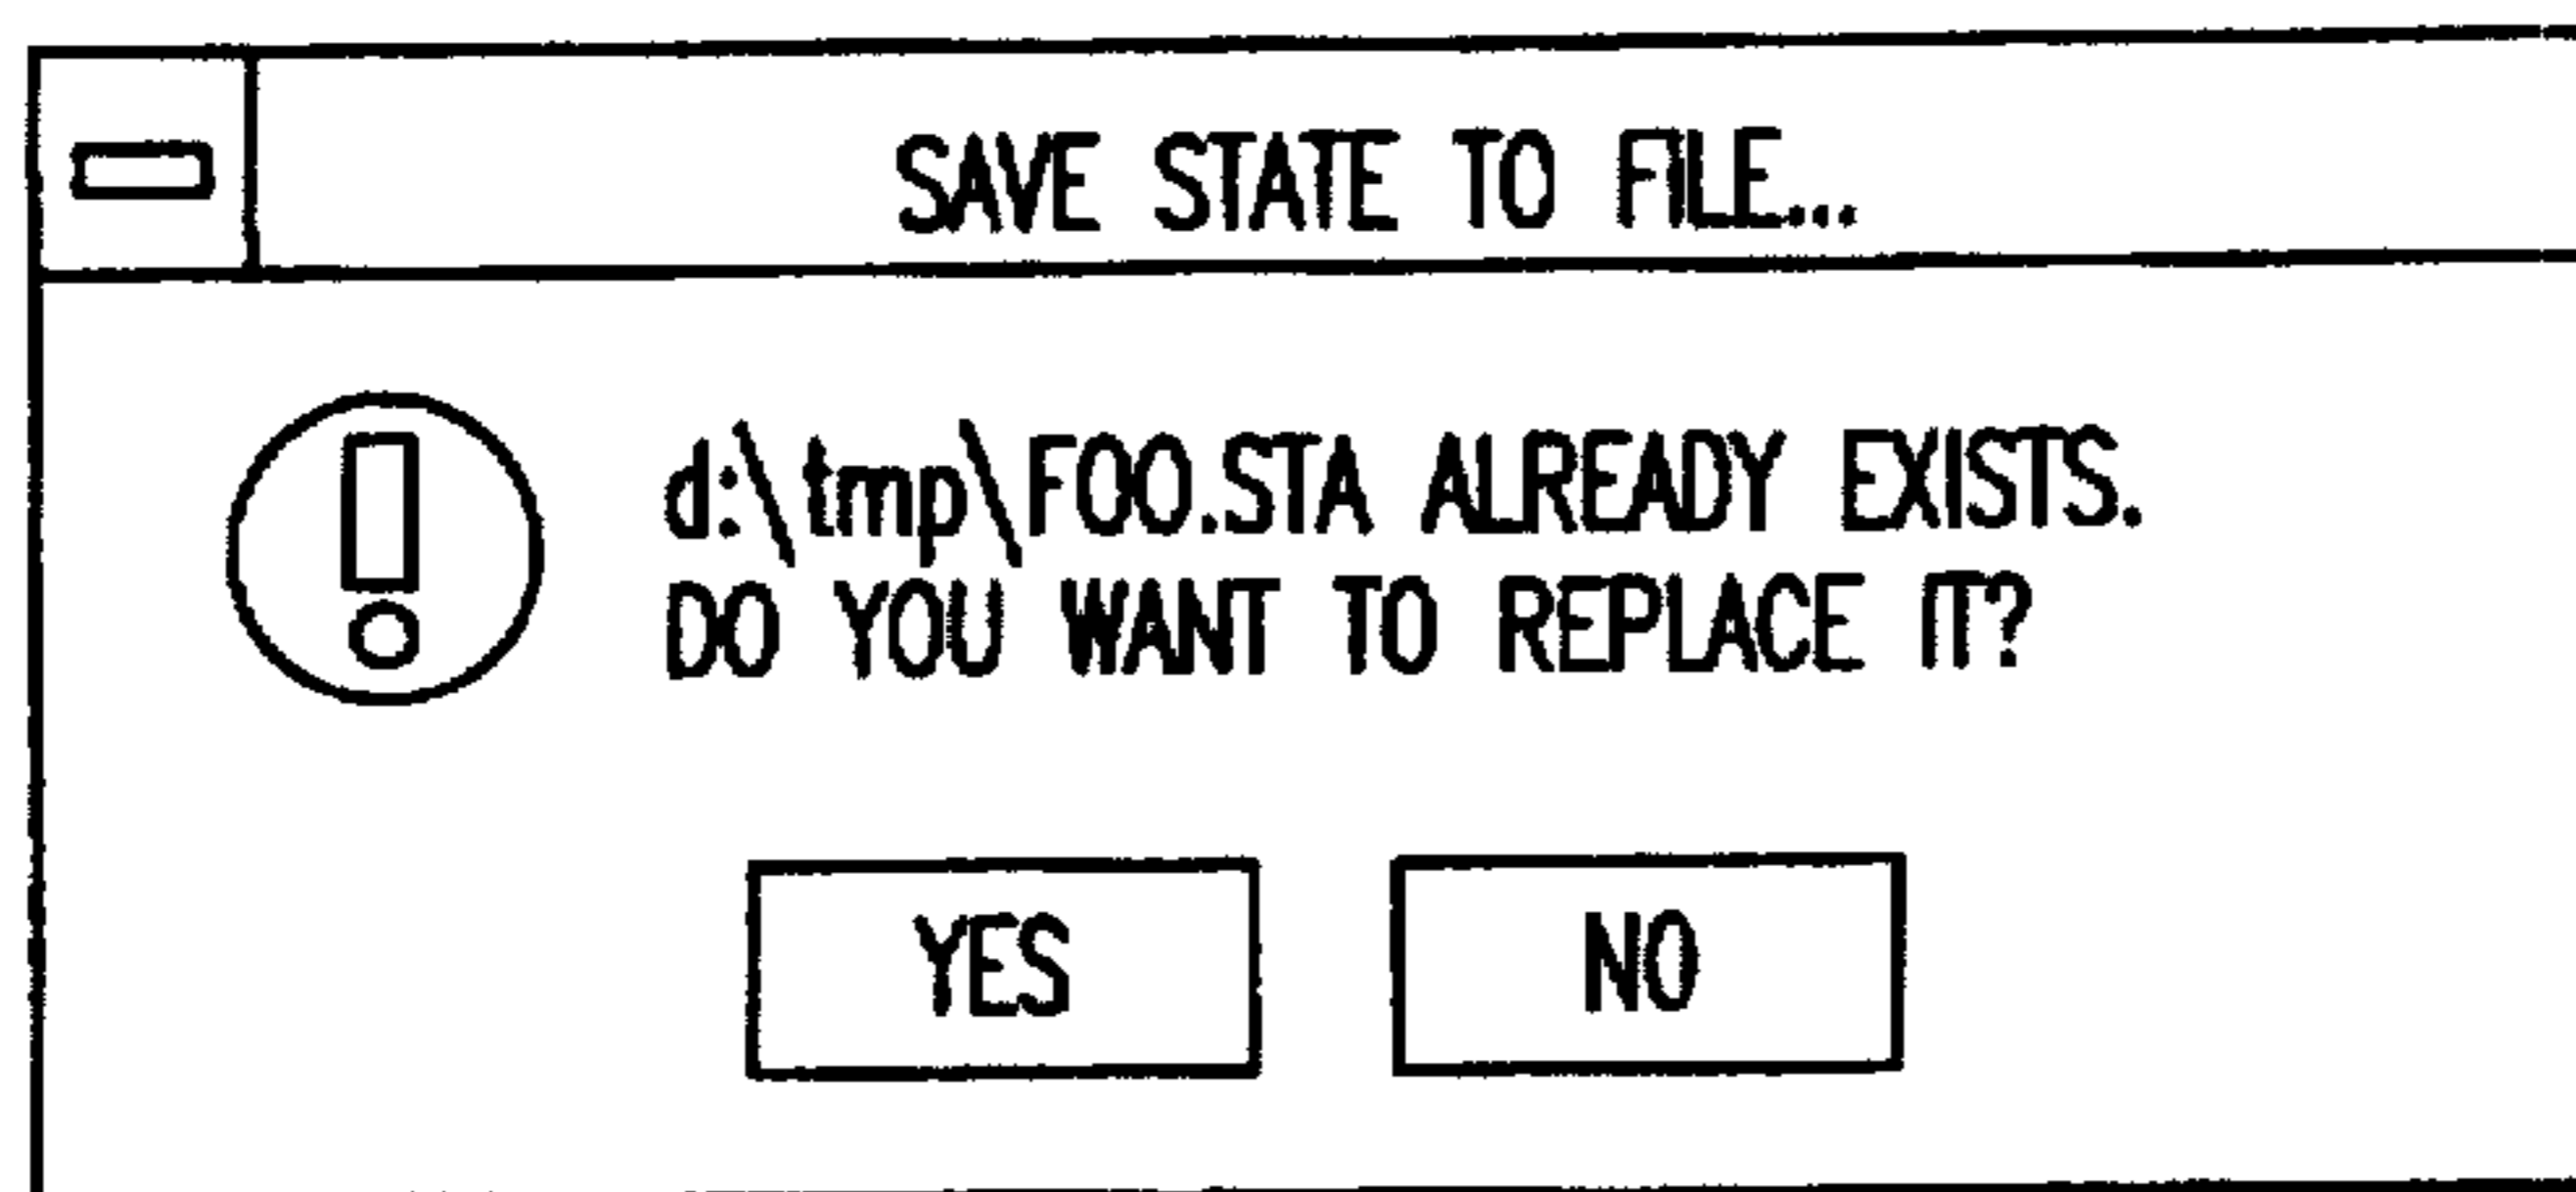 SAVE STATE TO FILE...
d:\tmp\FOO.STA ALREADY EXISTS.
DO YOU WANT TO REPLACE IT?
YES NO